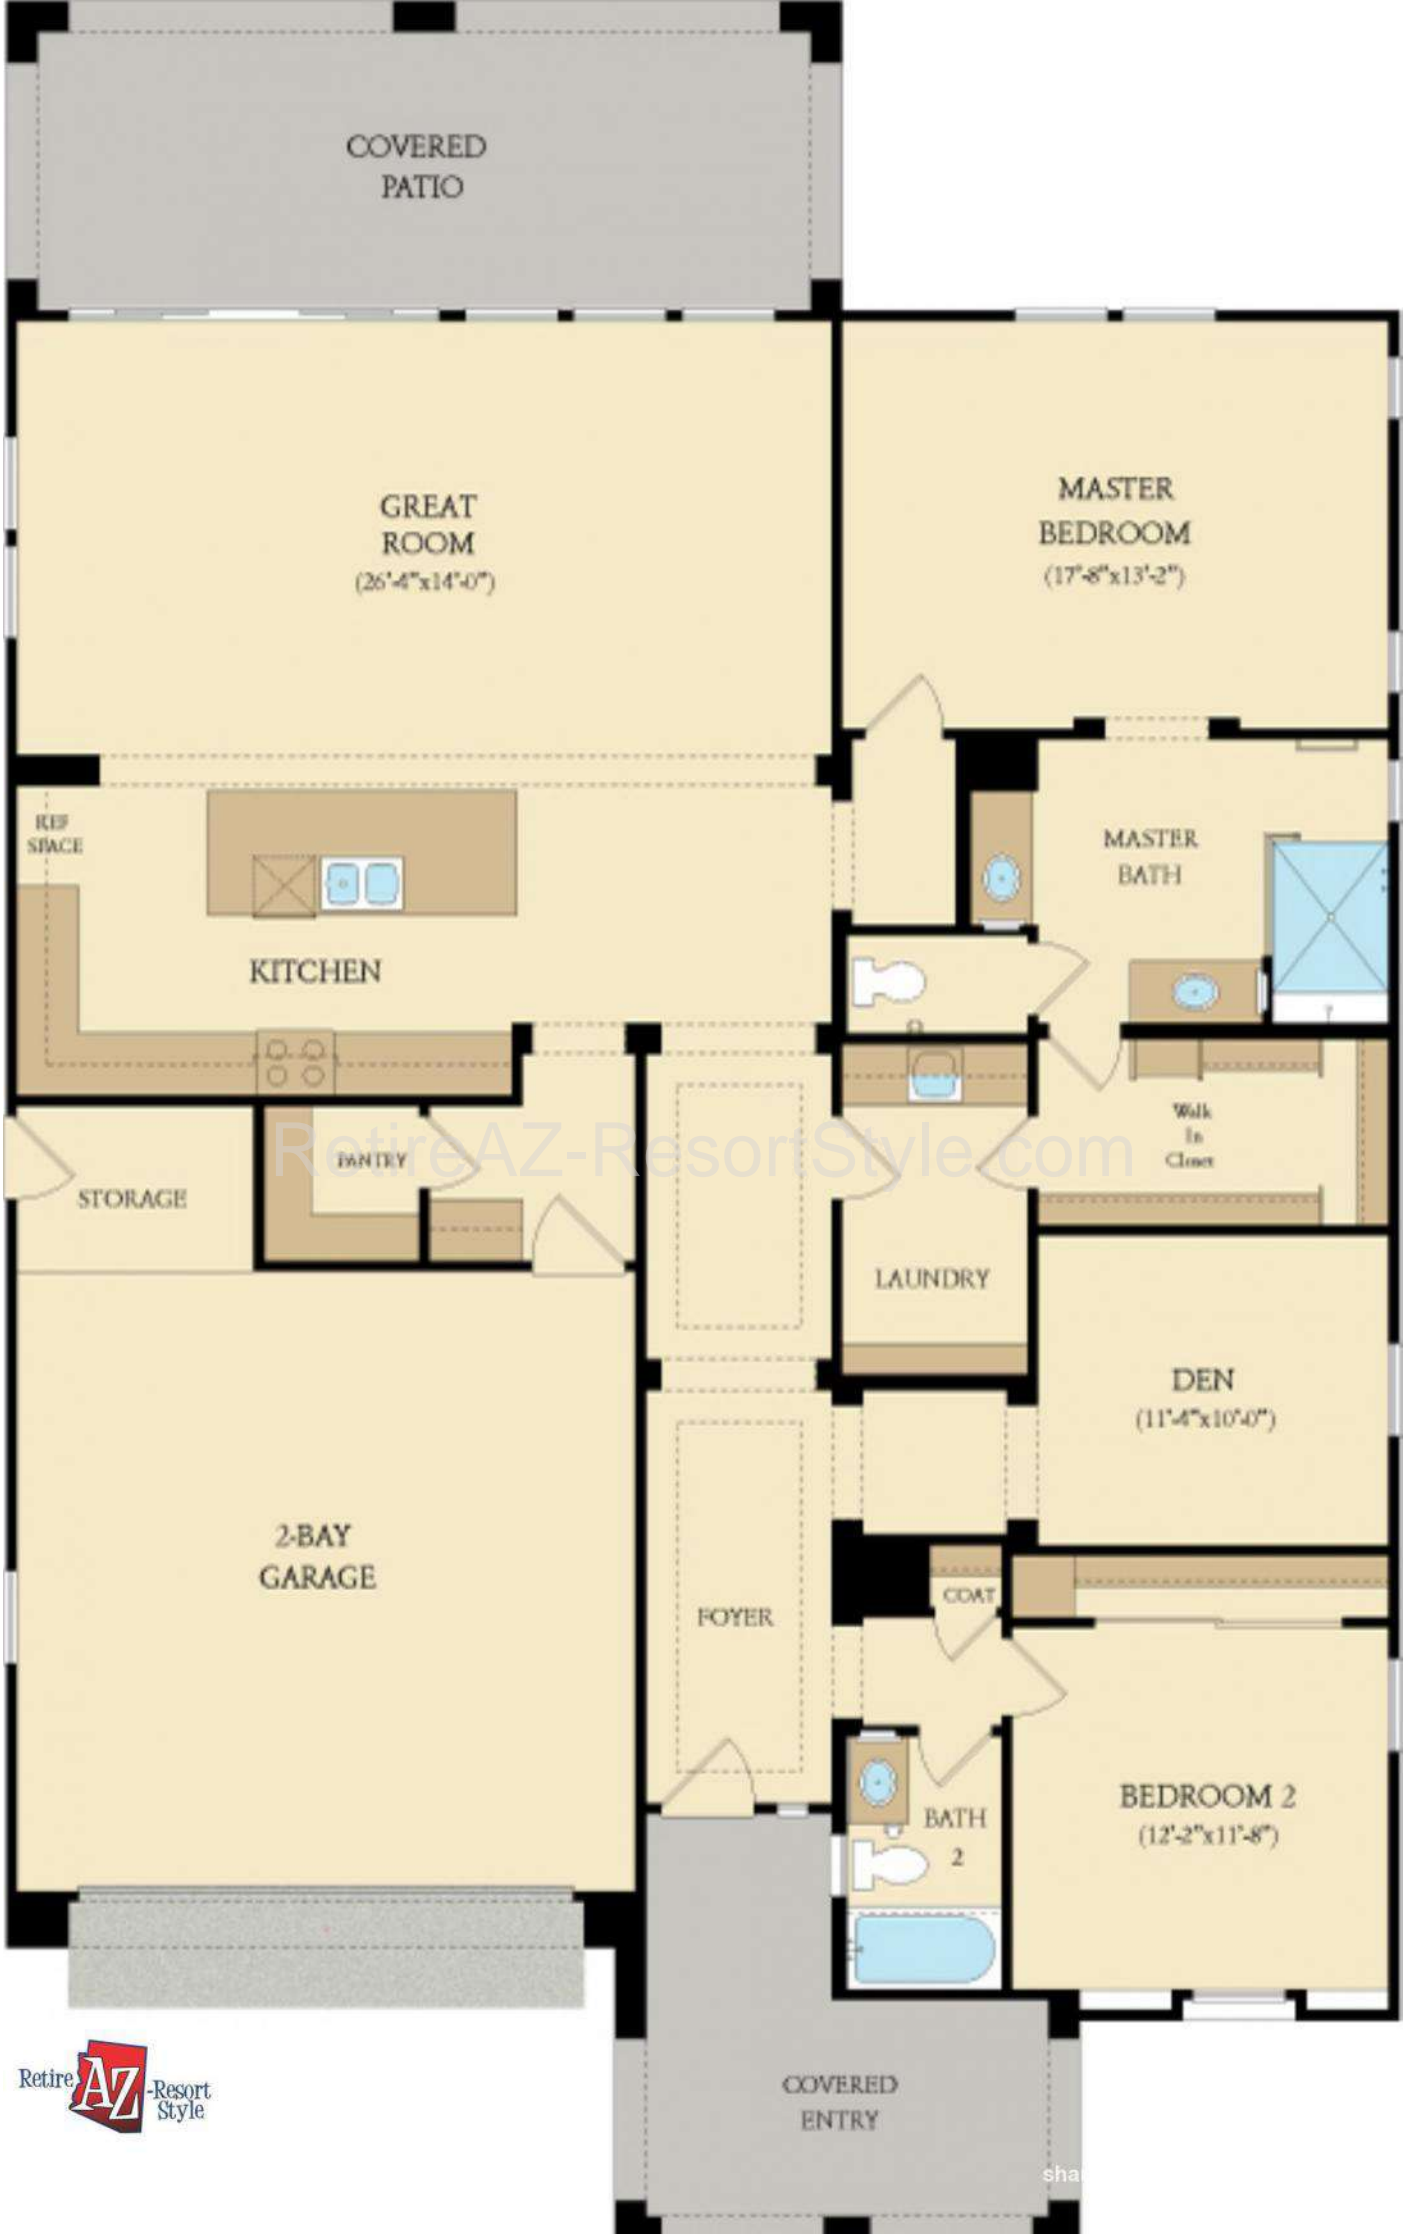 COVERED
PATIO
GREAT
ROOM
(26'-4"x14'-0")
MASTER
BEDROOM
(17'-8"x13'-2")
REF
SPACE
MASTER
BATH
KITCHEN
Walk
In
Closet
RetireAZ-ResortStyle.com
PANTRY
STORAGE
LAUNDRY
DEN
(11'-4"x10'-0")
2-BAY
GARAGE
COAT
FOYER
BEDROOM 2
(12'-2"x11'-8")
BATH
2
COVERED
ENTRY
Retire AZ -Resort
Style